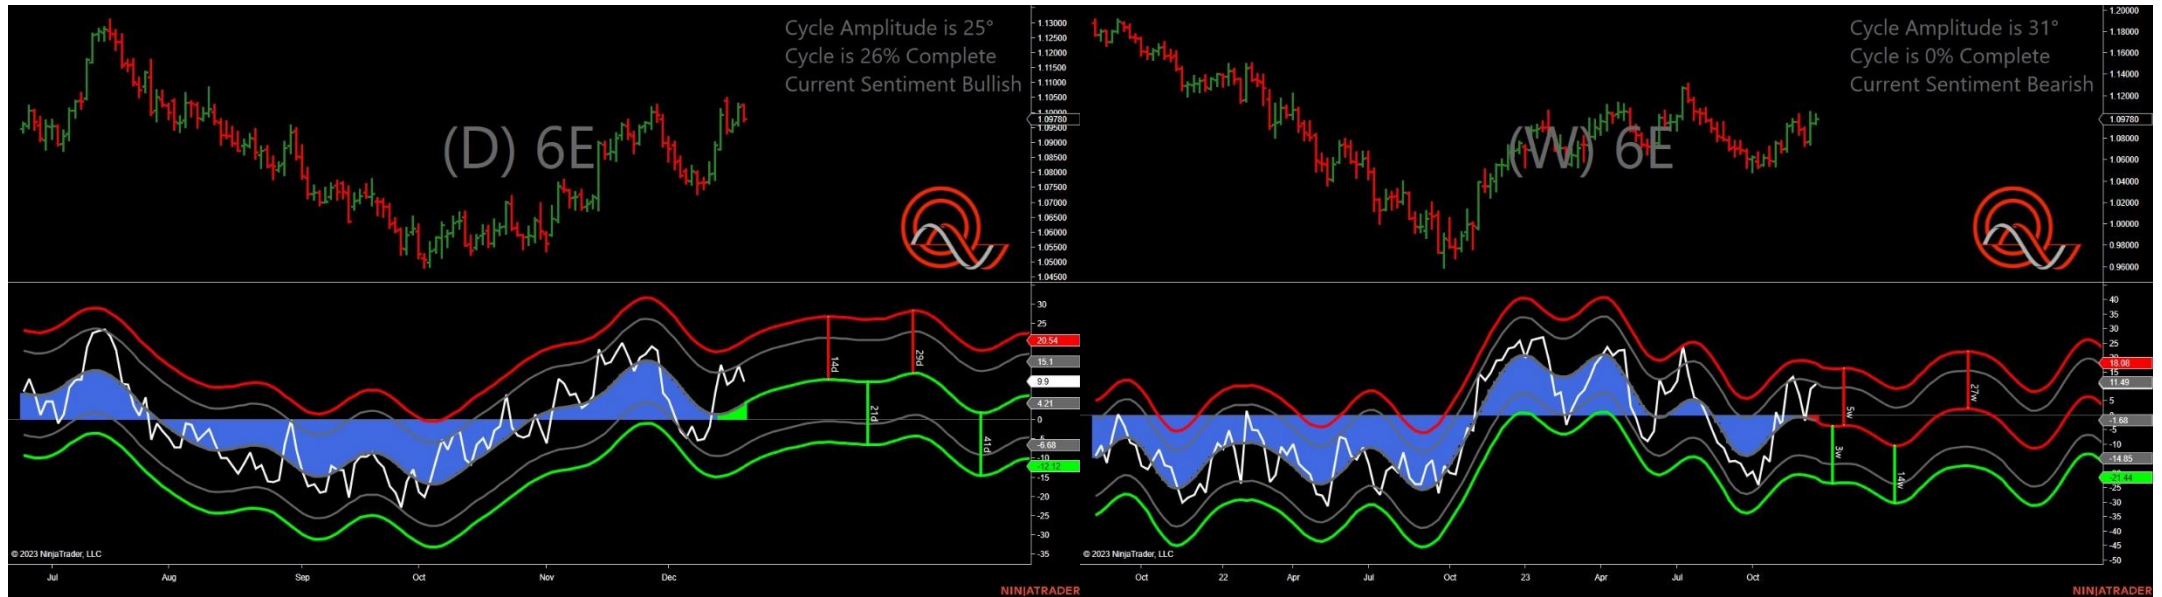 Cycle Amplitude is 25°
Cycle is 26% Complete
Current Sentiment Bullish
(D) 6E
1.13000
1.12500
1.12000
1.11500
1.11000
1.10500
1.09780
1.09500
1.09000
1.08500
1.08000
1.07500
1.07000
1.06500
1.06000
1.05500
1.05000
1.04500
30
25
20.54
15.1
9.9
4.21
0
-6.68
-10
-12.12
-15
-20
-25
-30
-35
14d
29d
21d
41d
© 2023 NinjaTrader, LLC
Jul Aug Sep Oct Nov Dec
NINJATRADER
Cycle Amplitude is 31°
Cycle is 0% Complete
Current Sentiment Bearish
(W) 6E
1.20000
1.18000
1.16000
1.14000
1.12000
1.09780
1.08000
1.06000
1.04000
1.02000
1.00000
0.98000
0.96000
40
35
30
25
18.08
15
11.49
-1.68
-5
-10
-14.85
-21.44
-25
-30
-35
-40
-45
-50
5w
27w
3w
14w
© 2023 NinjaTrader, LLC
Oct 22 Apr Jul Oct 23 Apr Jul Oct
NINJATRADER